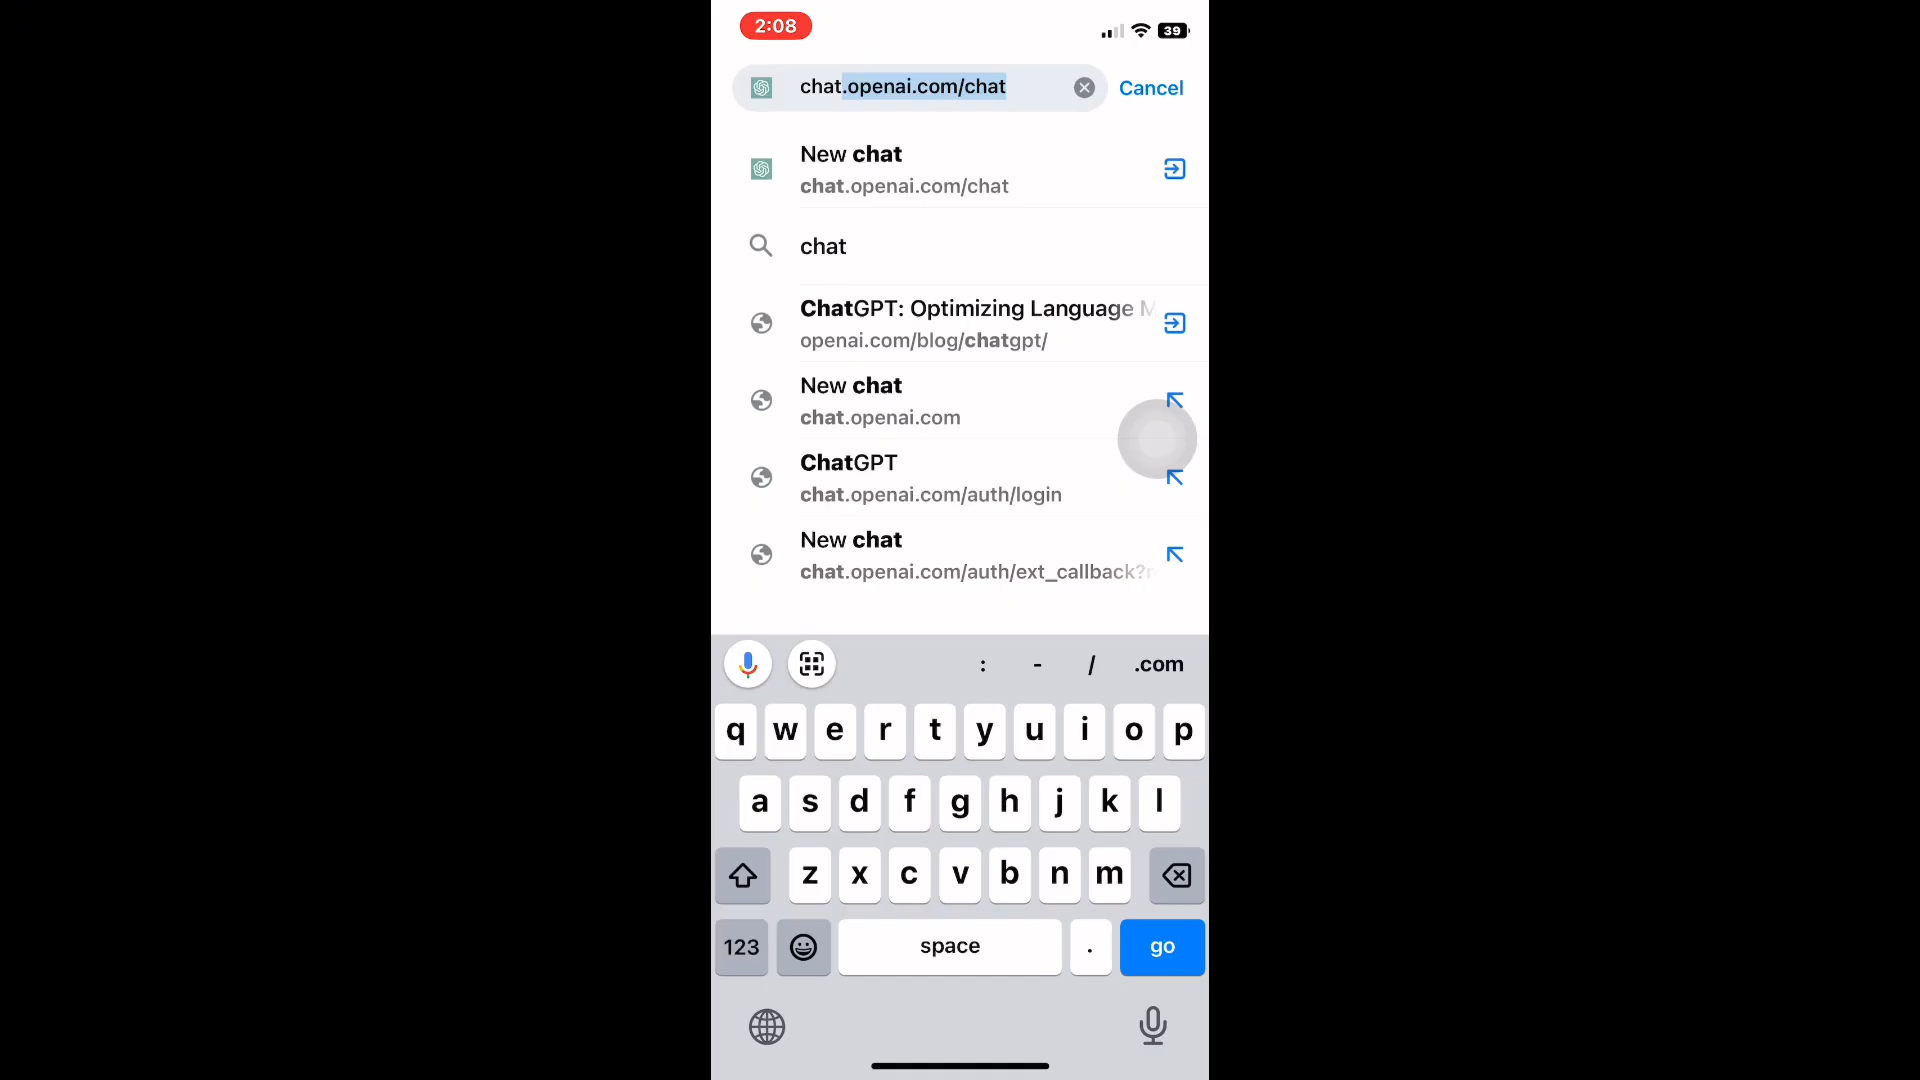 2:08
39
chat.openai.com/chat
Cancel
New chat
chat.openai.com/chat
chat
ChatGPT: Optimizing Language M
openai.com/blog/chatgpt/
New chat
chat.openai.com
ChatGPT
chat.openai.com/auth/login
New chat
chat.openai.com/auth/ext_callback?
: - / .com
q w e r t y u i o p
a s d f g h j k l
z x c v b n m
123 space . go